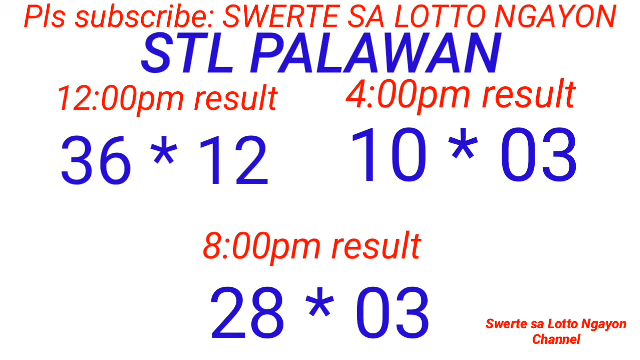 Pls subscribe: SWERTE SA LOTTO NGAYON
STL PALAWAN
12:00pm result
36 * 12
4:00pm result
10 * 03
8:00pm result
28 * 03
Swerte sa Lotto Ngayon
Channel